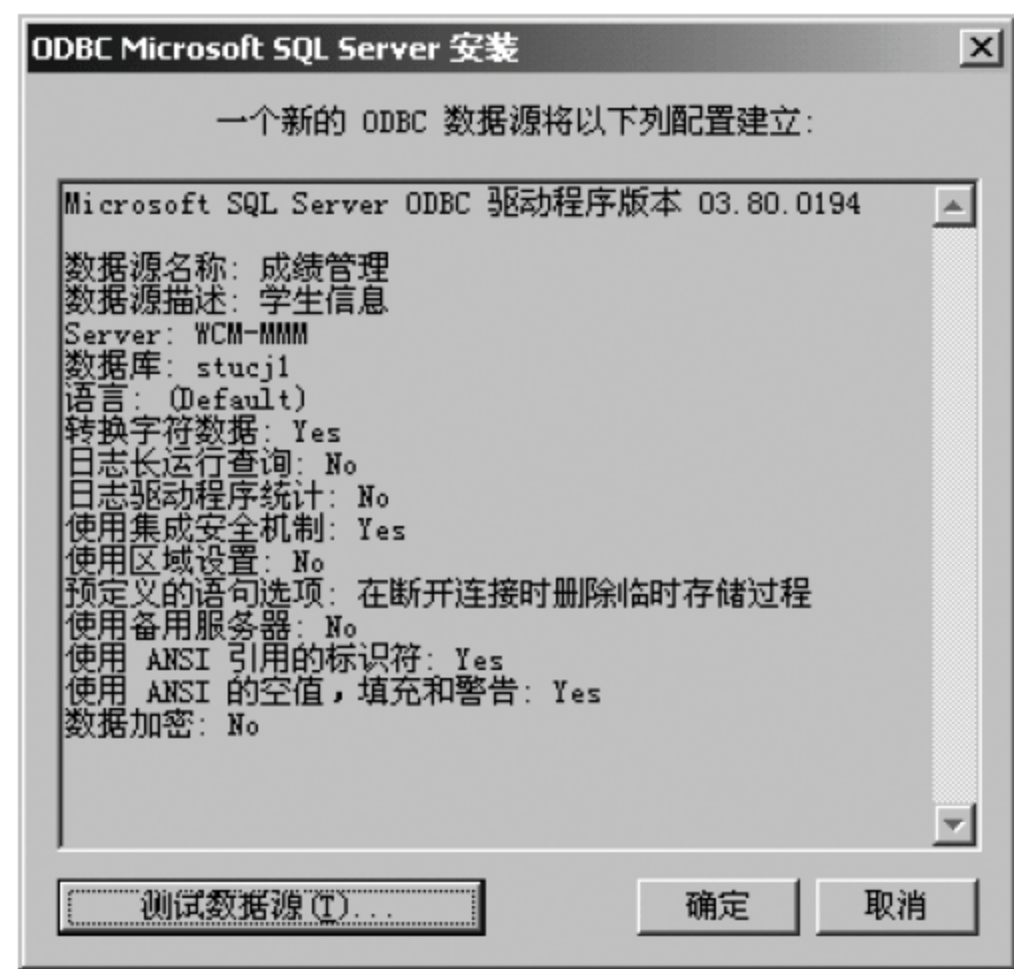 ODBC Microsoft SQL Server 安装
一个新的 ODBC 数据源将以下列配置建立:
Microsoft SQL Server ODBC 驱动程序版本 03.80.0194
数据源名称: 成绩管理
数据源描述: 学生信息
Server: WCM-MMM
数据库: stucj1
语言: (Default)
转换字符数据: Yes
日志长运行查询: No
日志驱动程序统计: No
使用集成安全机制: Yes
使用区域设置: No
预定义的语句选项: 在断开连接时删除临时存储过程
使用备用服务器: No
使用 ANSI 引用的标识符: Yes
使用 ANSI 的空值，填充和警告: Yes
数据加密: No
测试数据源(T)...
确定
取消